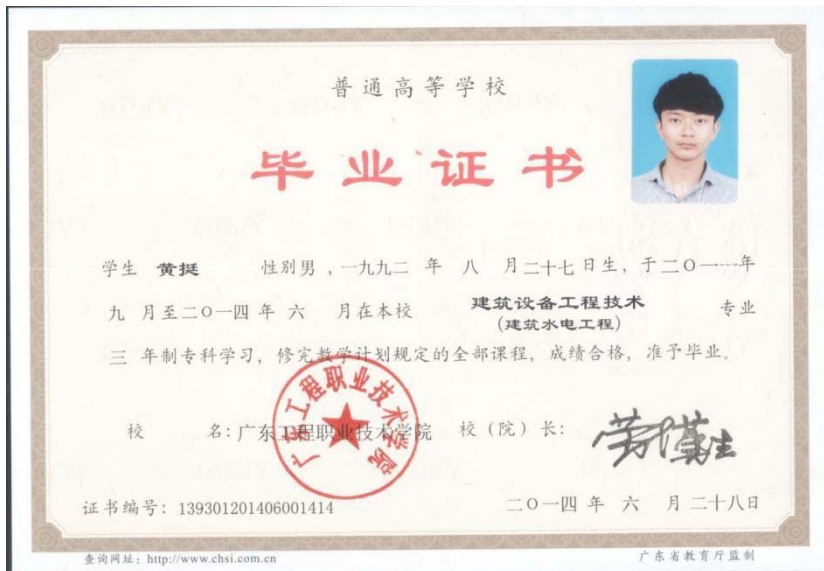 普通高等学校
毕业证书
学生 黄挺 性别男，一九九二 年 八 月二十七日生，于二〇一一年
九 月至二〇一四 年 六 月在本校 建筑设备工程技术 专业
(建筑水电工程)
三 年制专科学习，修完教学计划规定的全部课程，成绩合格，准予毕业。
广东工程职业技术学院
校 名：广东工程职业技术学院 校（院）长：
证书编号：139301201406001414 二〇一四 年 六 月 二十八日
查询网址：http://www.chsi.com.cn 广东省教育厅监制